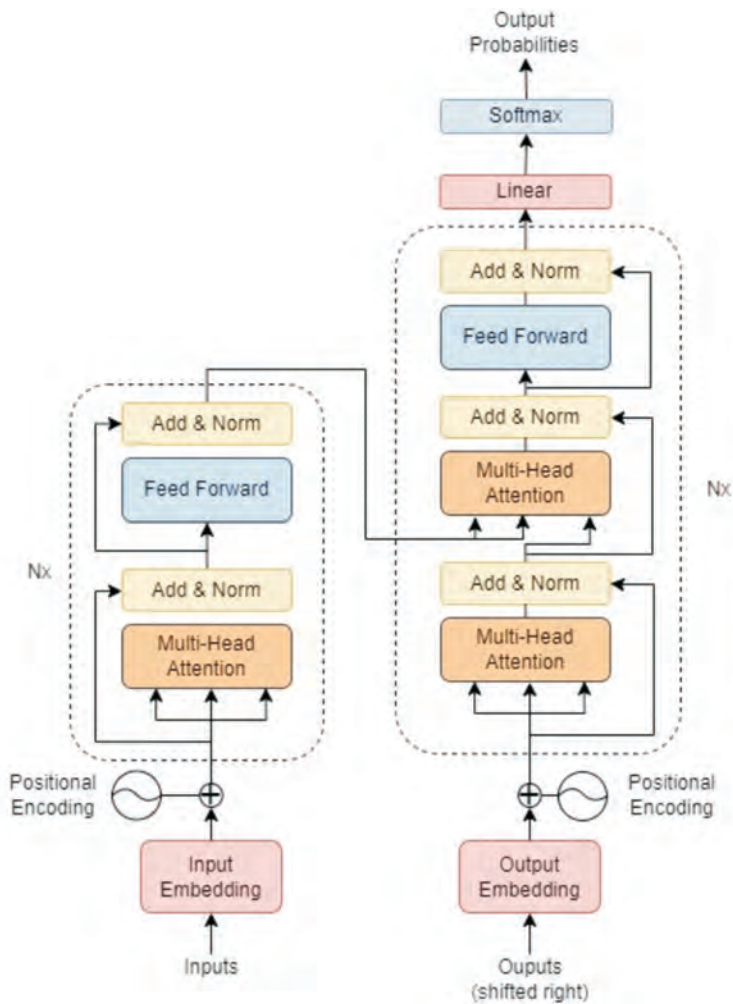 Output
Probabilities
Softmax
Linear
Add & Norm
Feed Forward
Add & Norm
Multi-Head
Attention
Nx
Add & Norm
Multi-Head
Attention
Positional
Encoding
Output
Embedding
Ouputs
(shifted right)
Add & Norm
Feed Forward
Nx
Add & Norm
Multi-Head
Attention
Positional
Encoding
Input
Embedding
Inputs